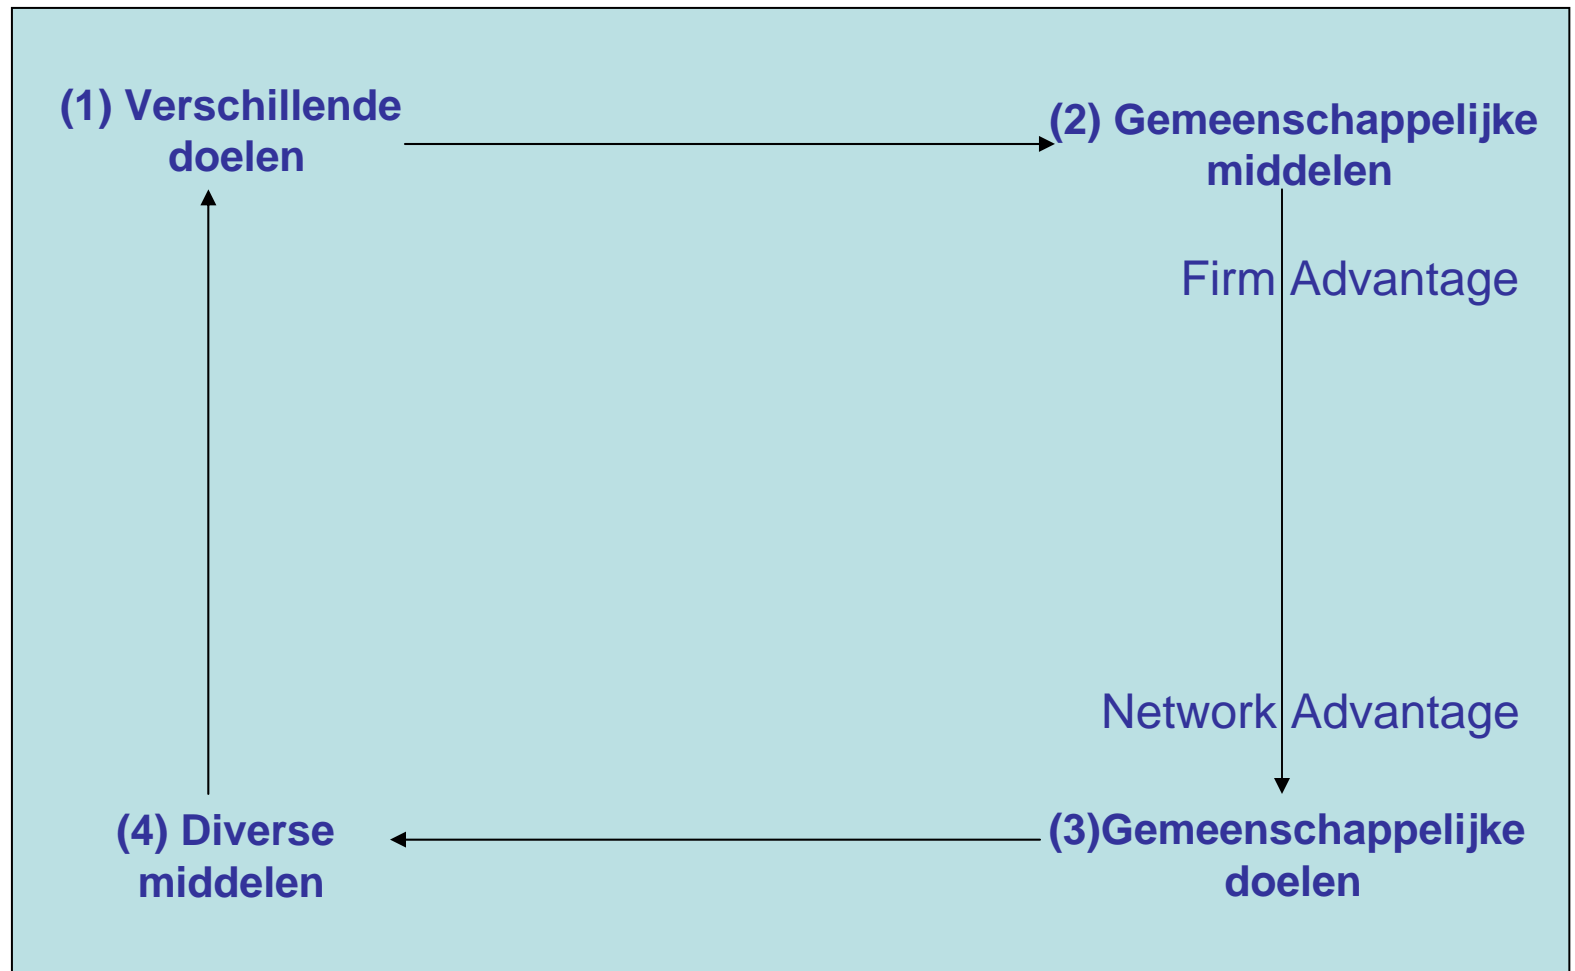 (1) Verschillende
doelen
(2) Gemeenschappelijke
middelen
Firm Advantage
Network Advantage
(4) Diverse
middelen
(3)Gemeenschappelijke
doelen